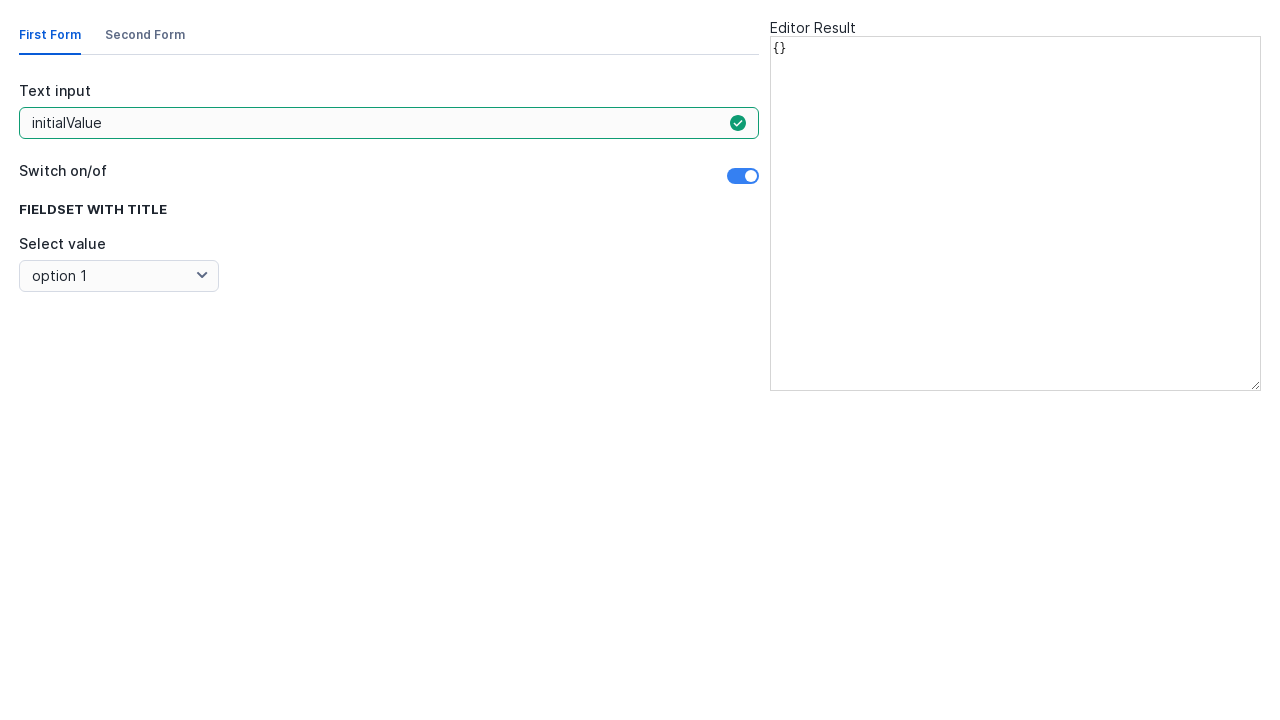 First Form
Second Form
Text input
initialValue
Switch on/of
FIELDSET WITH TITLE
Select value
option 1
Editor Result
{}